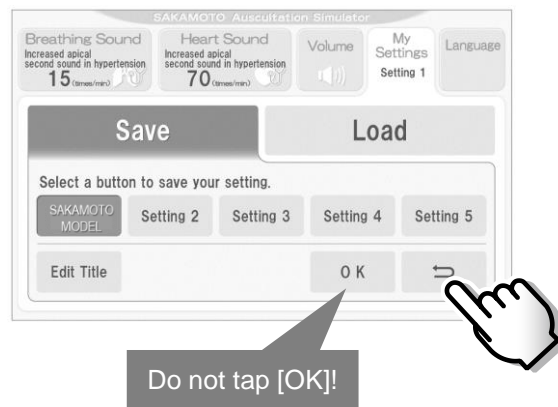 SAKAMOTO Auscultation Simulator
Breathing Sound
Increased apical
second sound in hypertension
15 (times/min)
Heart Sound
Increased apical
second sound in hypertension
70 (times/min)
Volume
My
Settings
Setting 1
Language
Save
Load
Select a button to save your setting.
SAKAMOTO
MODEL
Setting 2
Setting 3
Setting 4
Setting 5
Edit Title
OK
Do not tap [OK]!